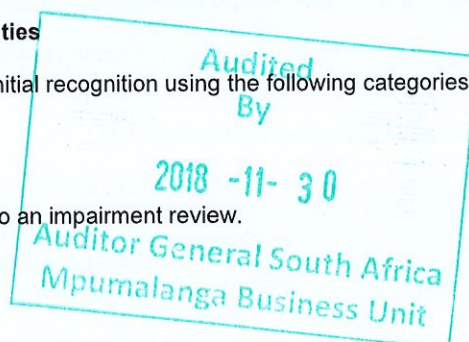 ties
nitial recognition using the following categories
Audited
By
2018 -11- 30
o an impairment review.
Auditor General South Africa
Mpumalanga Business Unit